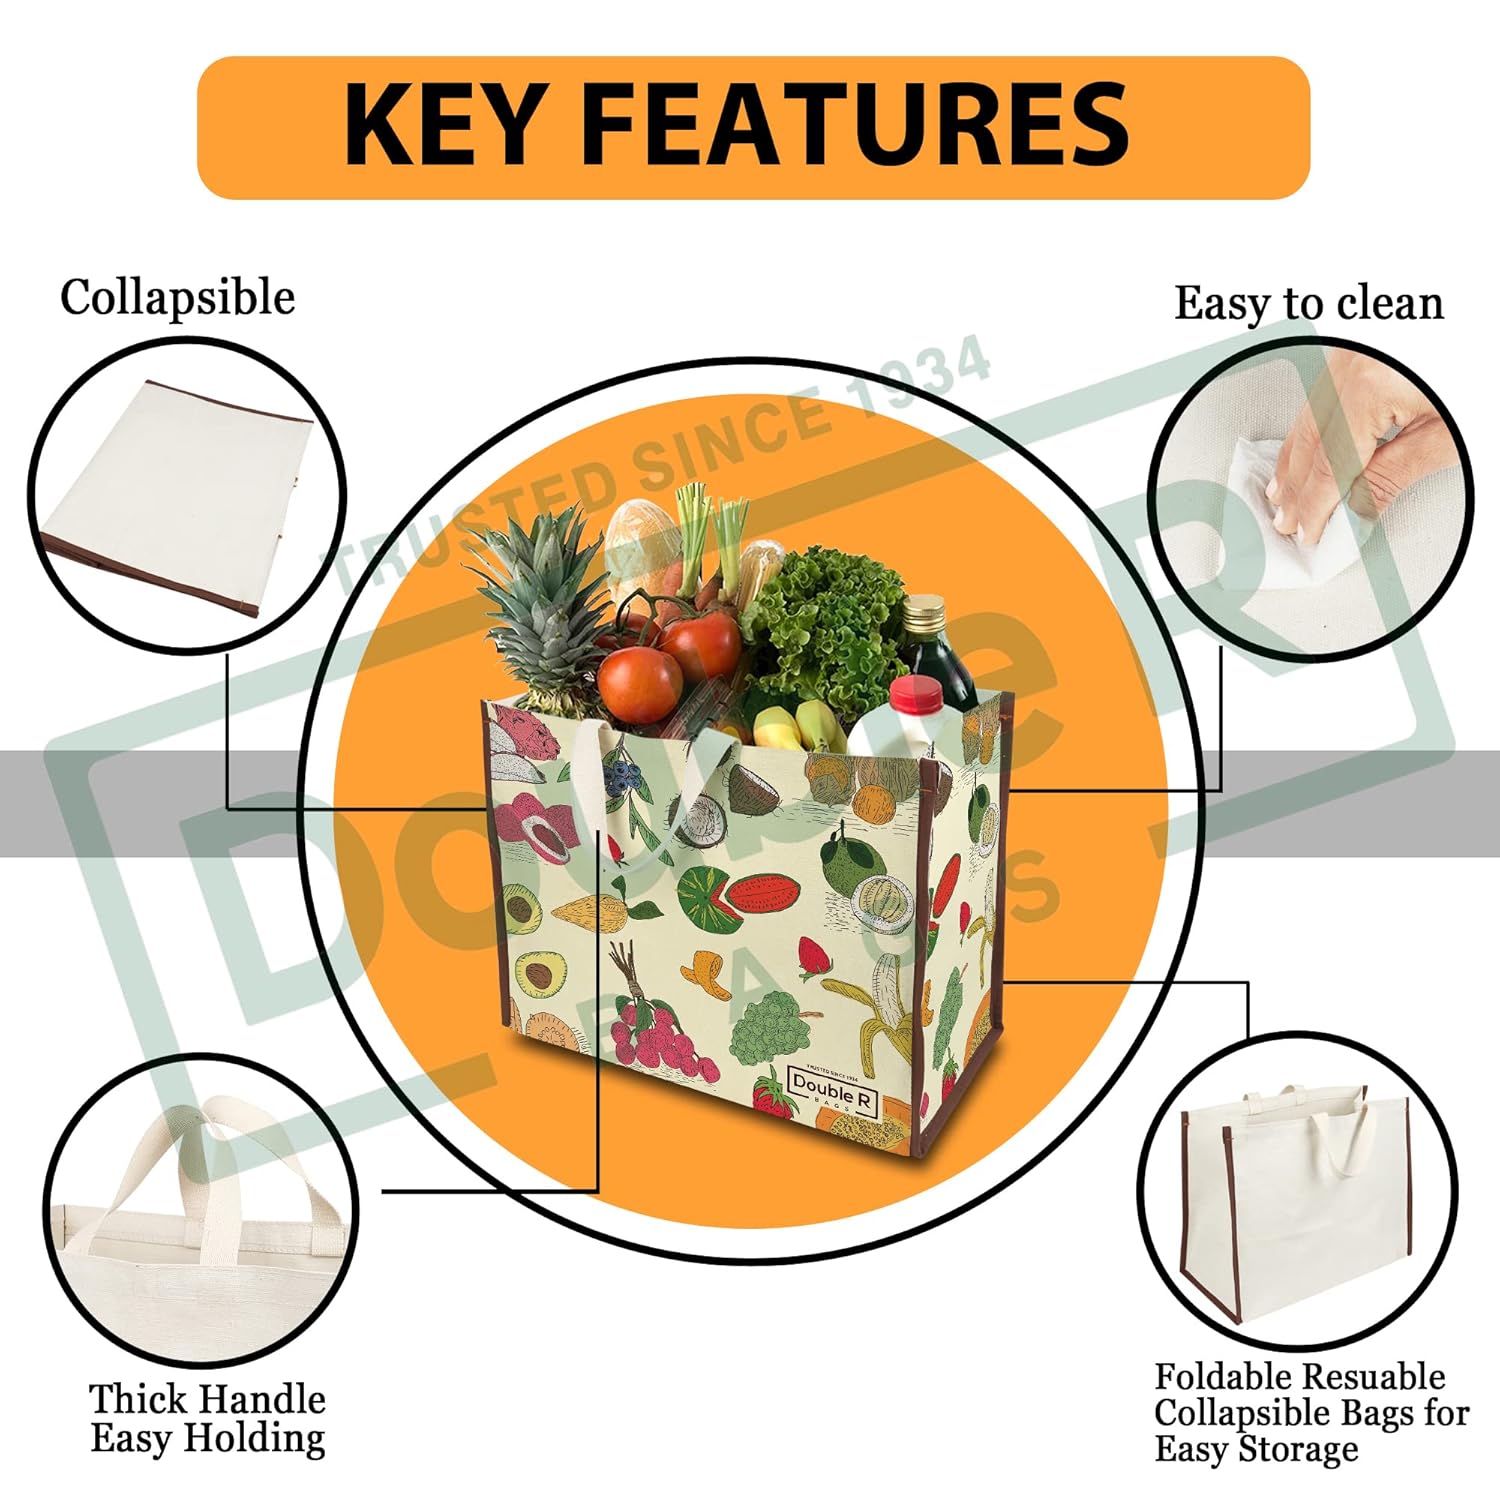 KEY FEATURES
Collapsible
Easy to clean
TRUSTED SINCE 1934
Double R
BAGS
TRUSTED SINCE 1934
Double R
BAGS
Thick Handle
Easy Holding
Foldable Resuable
Collapsible Bags for
Easy Storage